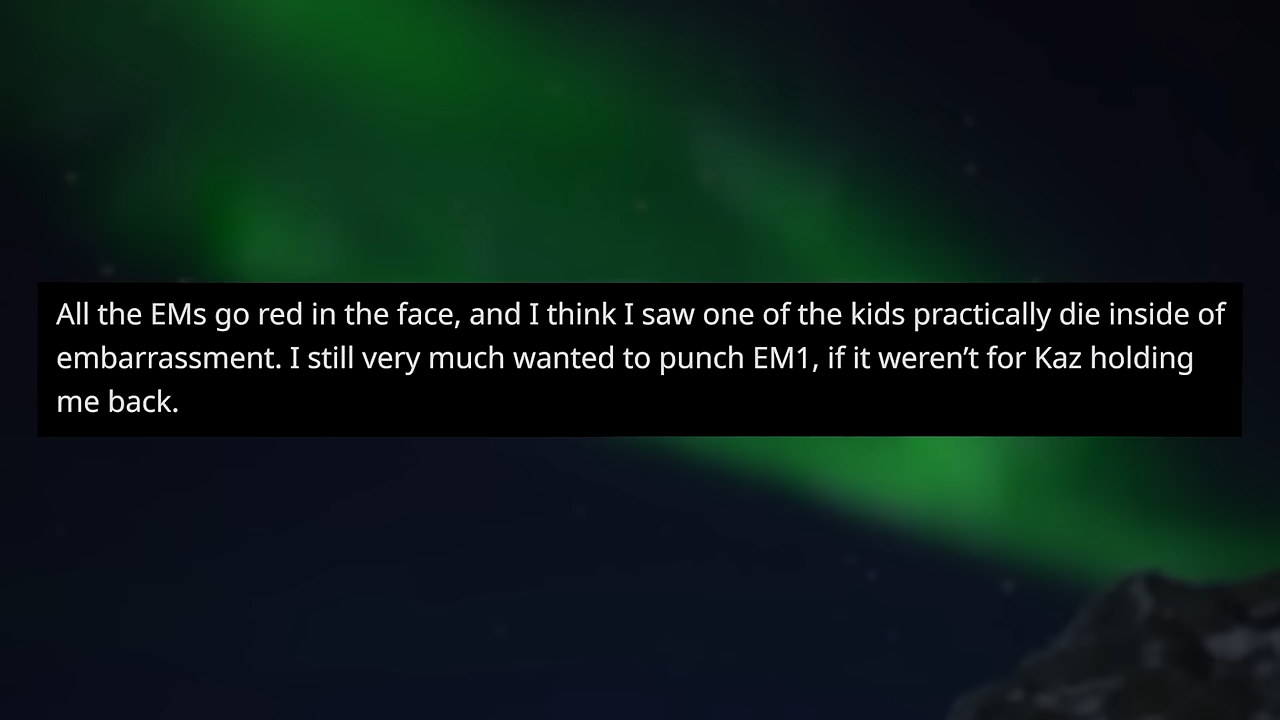 All the EMs go red in the face, and I think I saw one of the kids practically die inside of
embarrassment. I still very much wanted to punch EM1, if it weren’t for Kaz holding
me back.